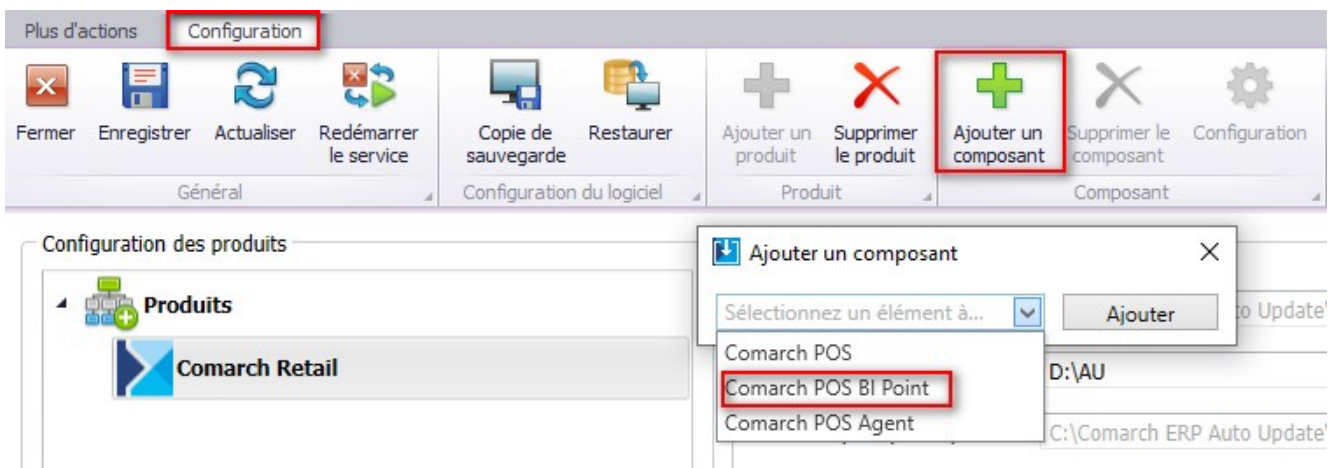 Plus d'actions
Configuration
Fermer
Enregistrer
Actualiser
Redémarrer
le service
Copie de
sauvegarde
Restaurer
Ajouter un
produit
Supprimer
le produit
Ajouter un
composant
Supprimer le
composant
Configuration
Général
Configuration du logiciel
Produit
Composant
Configuration des produits
Produits
Comarch Retail
Ajouter un composant
Sélectionnez un élément à...
Ajouter
Comarch POS
Comarch POS BI Point
Comarch POS Agent
Auto Update
D:\AU
C:\Comarch ERP Auto Update